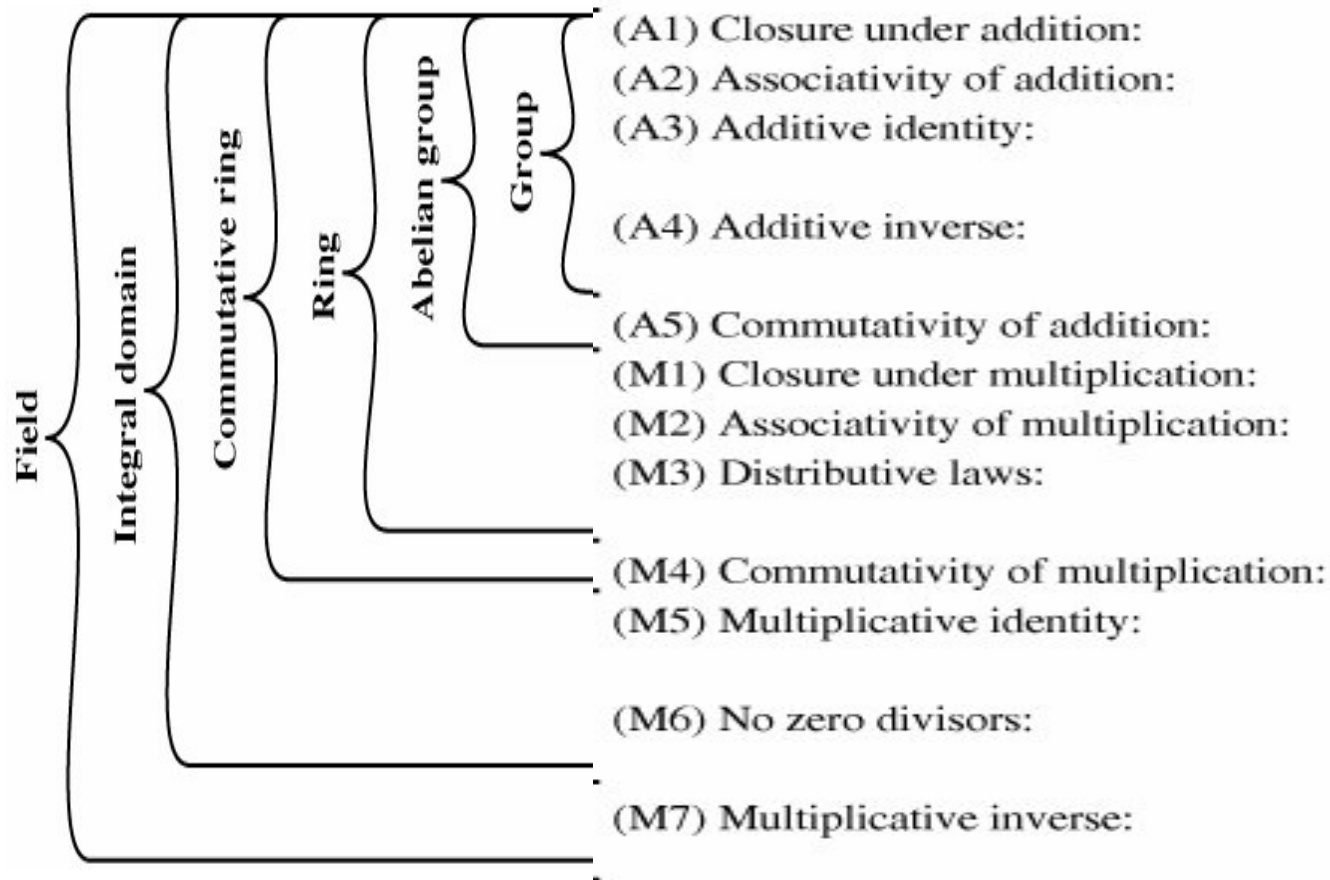 Field
Integral domain
Commutative ring
Ring
Abelian group
Group
(A1) Closure under addition:
(A2) Associativity of addition:
(A3) Additive identity:
(A4) Additive inverse:
(A5) Commutativity of addition:
(M1) Closure under multiplication:
(M2) Associativity of multiplication:
(M3) Distributive laws:
(M4) Commutativity of multiplication:
(M5) Multiplicative identity:
(M6) No zero divisors:
(M7) Multiplicative inverse: